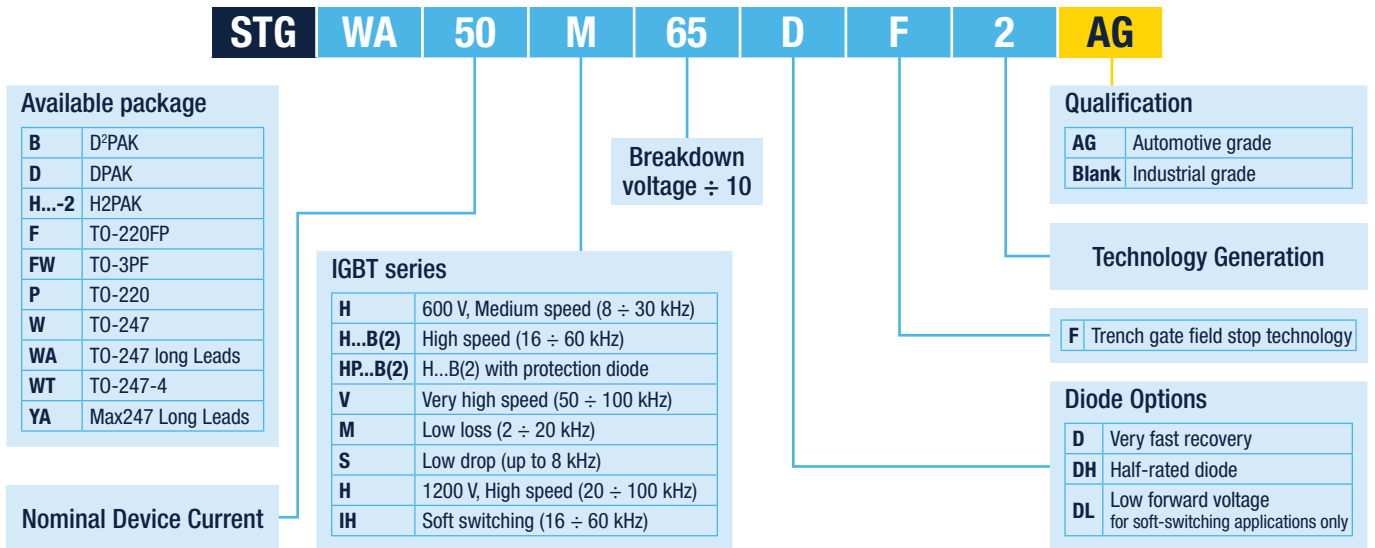 STG WA 50 M 65 D F 2 AG
Available package
B D²PAK
D DPAK
H...-2 H2PAK
F TO-220FP
FW TO-3PF
P TO-220
W TO-247
WA TO-247 long Leads
WT TO-247-4
YA Max247 Long Leads
Nominal Device Current
IGBT series
H 600 V, Medium speed (8 ÷ 30 kHz)
H...B(2) High speed (16 ÷ 60 kHz)
HP...B(2) H...B(2) with protection diode
V Very high speed (50 ÷ 100 kHz)
M Low loss (2 ÷ 20 kHz)
S Low drop (up to 8 kHz)
H 1200 V, High speed (20 ÷ 100 kHz)
IH Soft switching (16 ÷ 60 kHz)
Breakdown
voltage ÷ 10
Qualification
AG Automotive grade
Blank Industrial grade
Technology Generation
F Trench gate field stop technology
Diode Options
D Very fast recovery
DH Half-rated diode
DL Low forward voltage
for soft-switching applications only